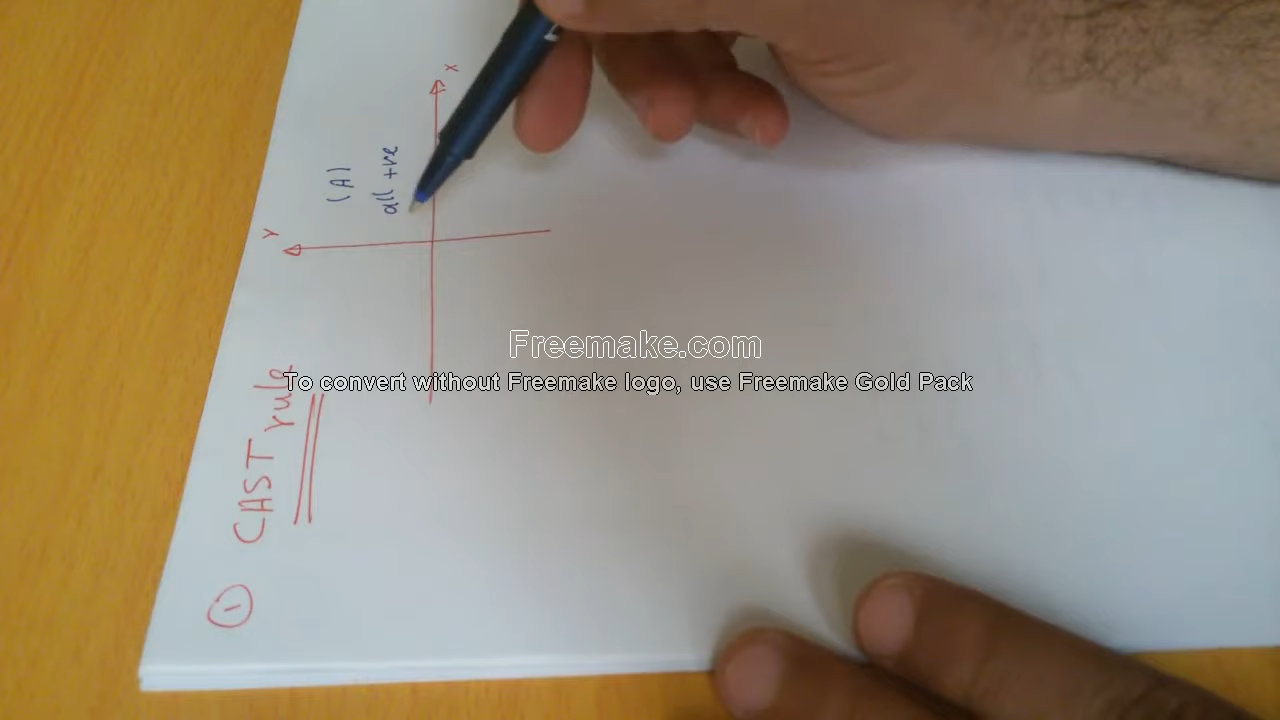 ① CAST rule
Y
(A)
all +ve
X
Freemake.com
To convert without Freemake logo, use Freemake Gold Pack